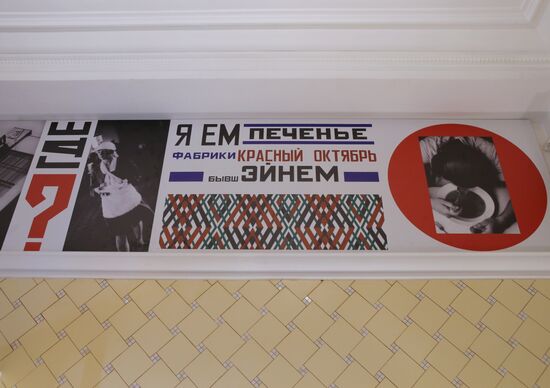 ГДЕ
?!
Я ЕМ ПЕЧЕНЬЕ
ФАБРИКИ КРАСНЫЙ ОКТЯБРЬ
БЫВШ ЭЙНЕМ